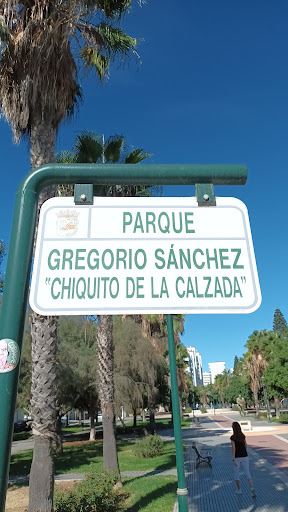 PARQUE
GREGORIO SÁNCHEZ
"CHIQUITO DE LA CALZADA"